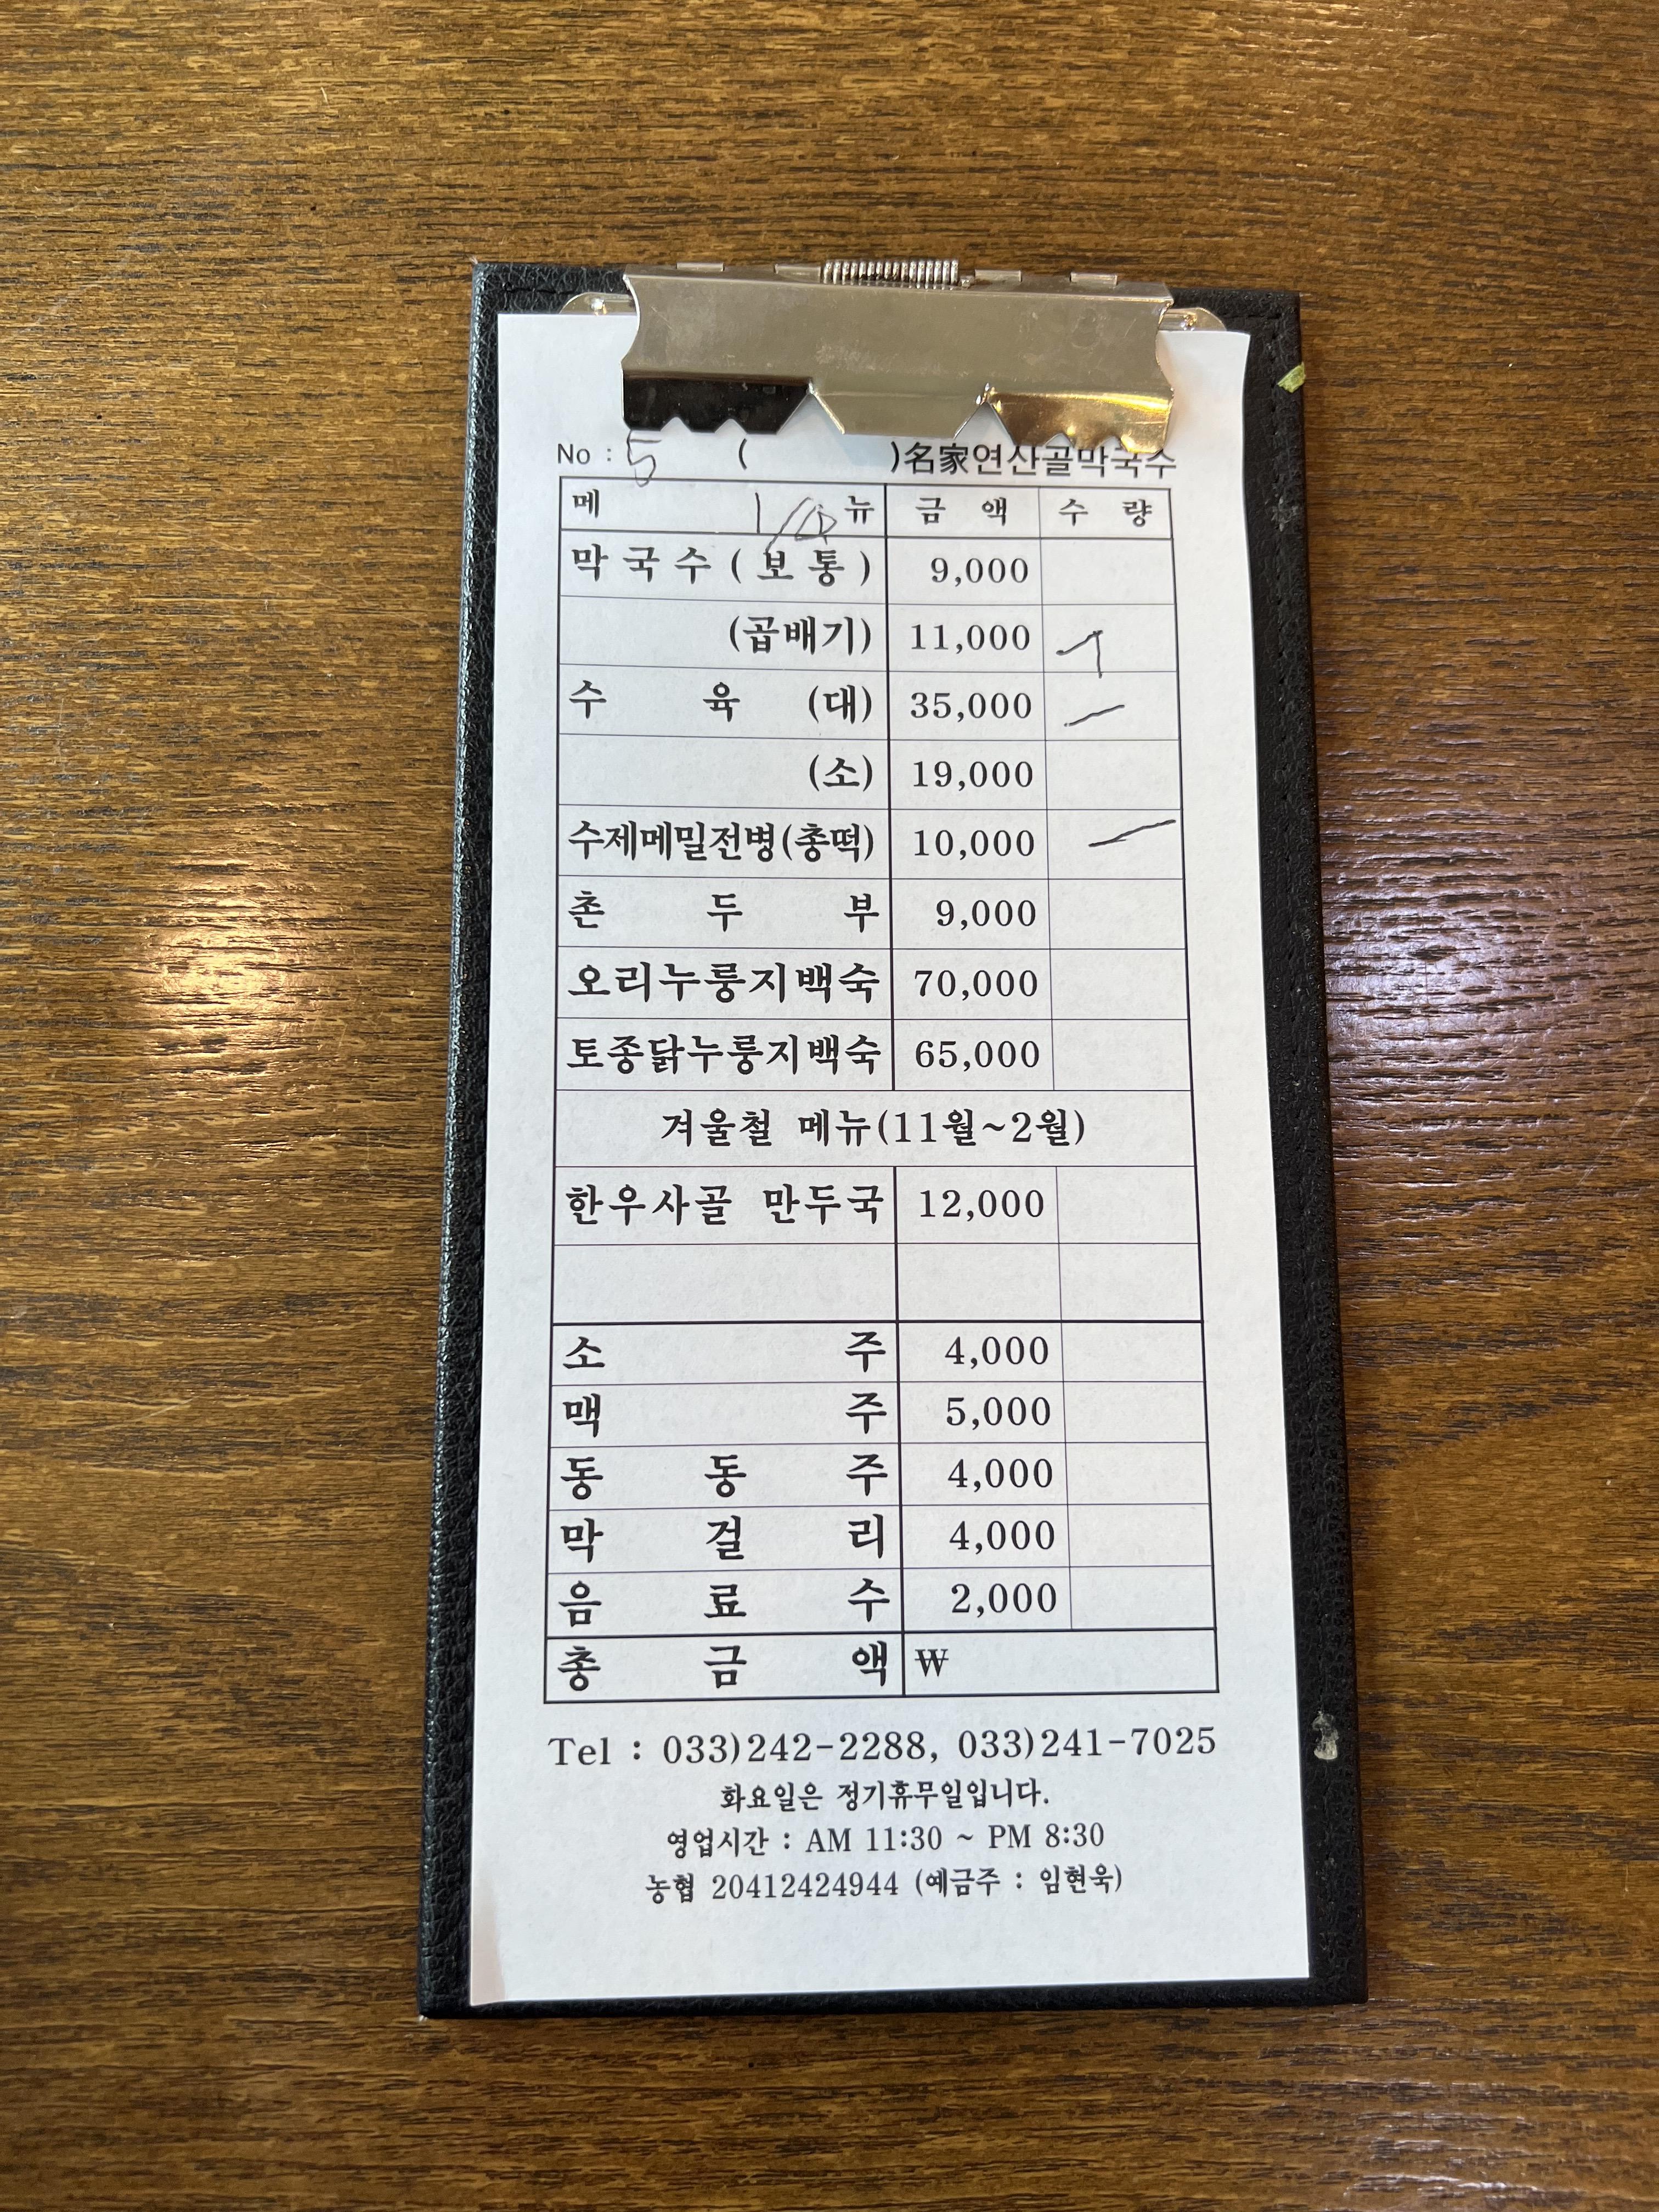 No : 5 ( )名家연산골막국수
메 뉴 금 액 수 량
막국수(보통) 9,000
(곱배기) 11,000
수 육 (대) 35,000
(소) 19,000
수제메밀전병(총떡) 10,000
촌 두 부 9,000
오리누룽지백숙 70,000
토종닭누룽지백숙 65,000
겨울철 메뉴(11월~2월)
한우사골 만두국 12,000
소 주 4,000
맥 주 5,000
동 동 주 4,000
막 걸 리 4,000
음 료 수 2,000
총 금 액 ₩
Tel : 033)242-2288, 033)241-7025
화요일은 정기휴무일입니다.
영업시간 : AM 11:30 ~ PM 8:30
농협 20412424944 (예금주 : 임현욱)